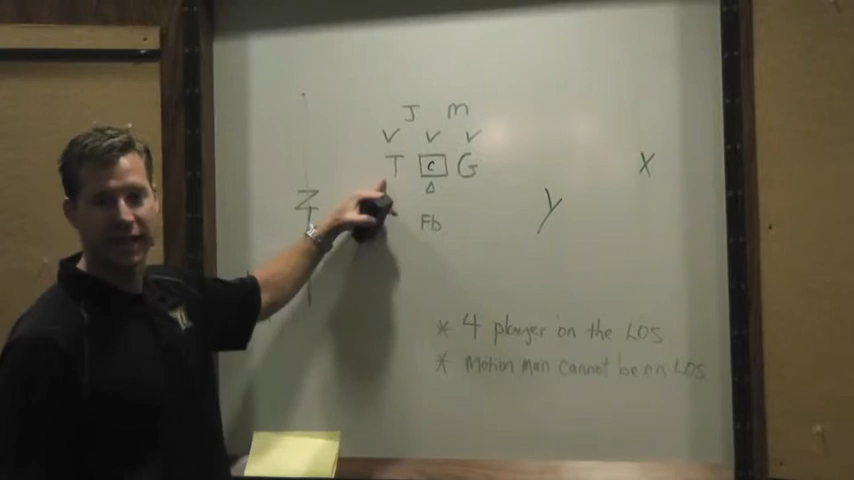 J M
V V V
T C G X
Δ
Z Y
Fb
* 4 player on the LOS
* Motion man cannot be on LOS